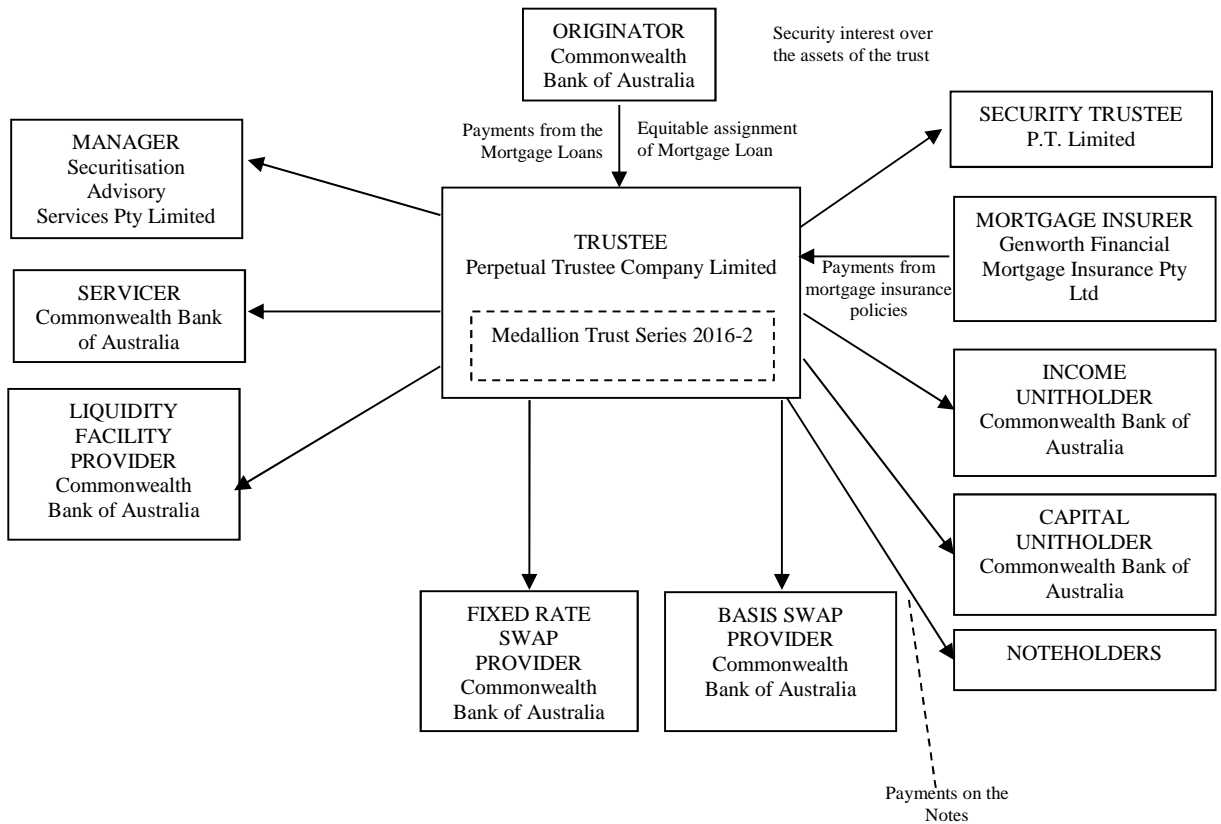 ORIGINATOR
Commonwealth
Bank of Australia
Security interest over
the assets of the trust
Payments from the
Mortgage Loans
Equitable assignment
of Mortgage Loan
MANAGER
Securitisation
Advisory
Services Pty Limited
SECURITY TRUSTEE
P.T. Limited
TRUSTEE
Perpetual Trustee Company Limited
Medallion Trust Series 2016-2
MORTGAGE INSURER
Genworth Financial
Mortgage Insurance Pty
Ltd
Payments from
mortgage insurance
policies
SERVICER
Commonwealth Bank
of Australia
INCOME
UNITHOLDER
Commonwealth Bank of
Australia
LIQUIDITY
FACILITY
PROVIDER
Commonwealth
Bank of Australia
CAPITAL
UNITHOLDER
Commonwealth Bank of
Australia
FIXED RATE
SWAP
PROVIDER
Commonwealth
Bank of Australia
BASIS SWAP
PROVIDER
Commonwealth
Bank of Australia
NOTEHOLDERS
Payments on the
Notes